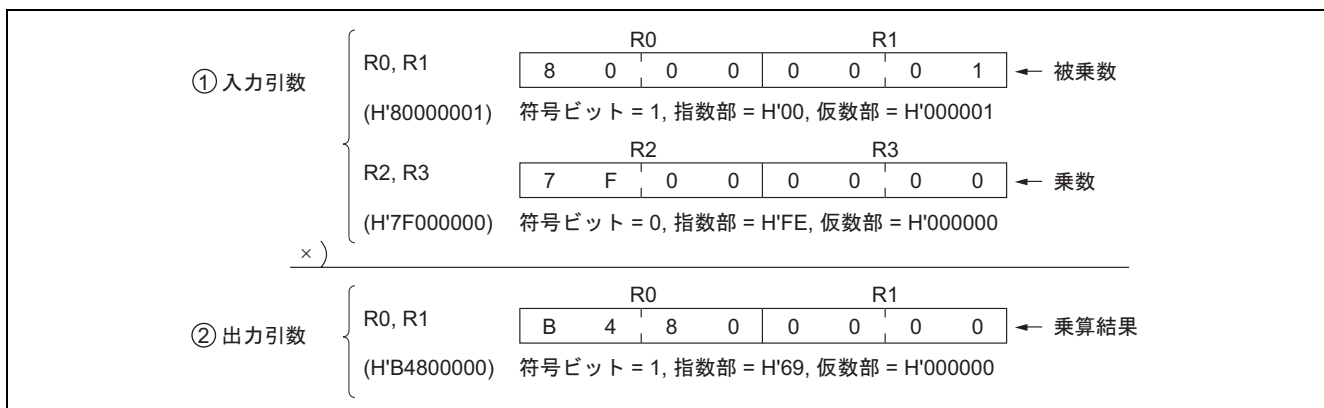 R0 R1
① 入力引数 R0, R1 8 0 0 0 0 0 0 1 ← 被乗数
(H'80000001) 符号ビット = 1, 指数部 = H'00, 仮数部 = H'000001
R2 R3
R2, R3 7 F 0 0 0 0 0 0 ← 乗数
(H'7F000000) 符号ビット = 0, 指数部 = H'FE, 仮数部 = H'000000
× )
R0 R1
② 出力引数 R0, R1 B 4 8 0 0 0 0 0 ← 乗算結果
(H'B4800000) 符号ビット = 1, 指数部 = H'69, 仮数部 = H'000000